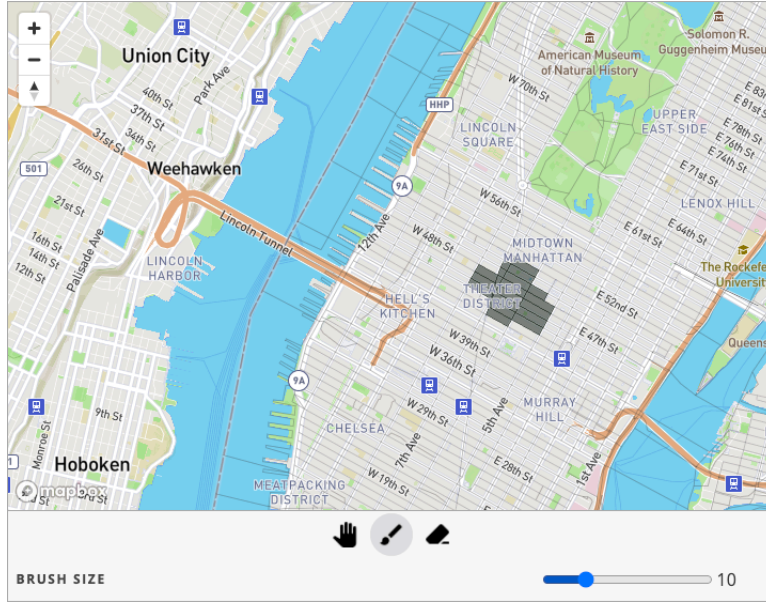 Union City
Solomon R.
Guggenheim Museu
American Museum
of Natural History
Park Ave
40th St
37th St
34th St
31st St
HHP
W 70th St
E 81st S
UPPER
EAST SIDE
E 78th St
E 76th St
E 74th St
LINCOLN
SQUARE
501
26th St
Weehawken
E 71st St
9A
W 56th St
LENOX HILL
21st St
12th Ave
E 64th St
E 61st St
Lincoln Tunnel
W 48th St
16th St
14th St
12th St
Palisade Ave
MIDTOWN
MANHATTAN
LINCOLN
HARBOR
The Rockefe
Universit
THEATER
DISTRICT
HELL'S
KITCHEN
E 52nd St
E 47th St
W 39th St
Queens
W 36th St
9A
MURRAY
HILL
W 29th St
9th St
5th Ave
CHELSEA
7th Ave
Monroe St
Hoboken
E 28th St
1st Ave
W 19th St
MEATPACKING
DISTRICT
mapbox
3rd St
BRUSH SIZE
10